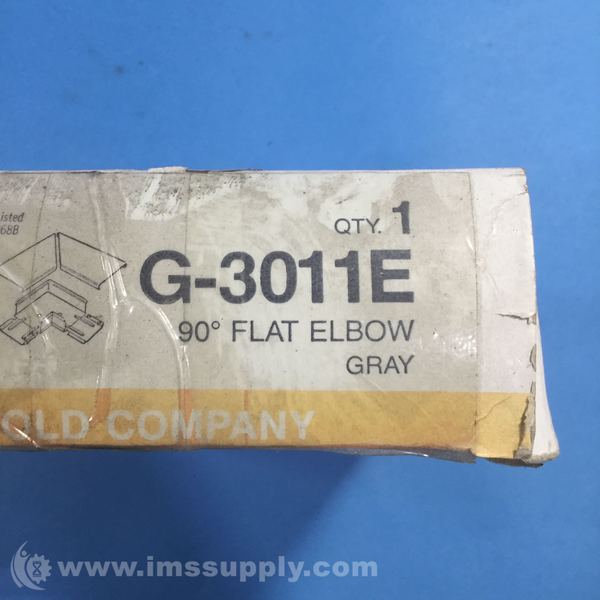 QTY. 1
isted
68B
G-3011E
90° FLAT ELBOW
GRAY
OLD COMPANY
www.imssupply.com